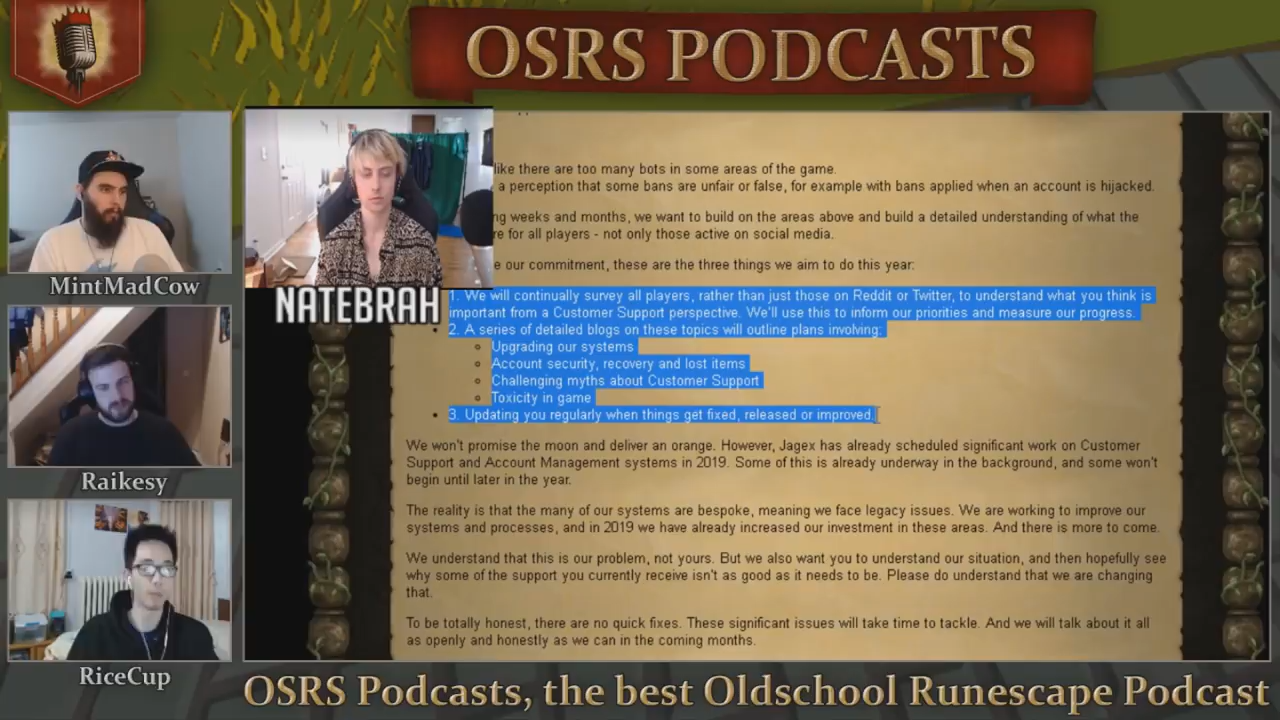 OSRS PODCASTS
MintMadCow
Raikesy
RiceCup
NATEBRAH
like there are too many bots in some areas of the game.
a perception that some bans are unfair or false, for example with bans applied when an account is hijacked.
ng weeks and months, we want to build on the areas above and build a detailed understanding of what the
re for all players - not only those active on social media.
e our commitment, these are the three things we aim to do this year:
1. We will continually survey all players, rather than just those on Reddit or Twitter, to understand what you think is
important from a Customer Support perspective. We'll use this to inform our priorities and measure our progress.
2. A series of detailed blogs on these topics will outline plans involving:
Upgrading our systems
Account security, recovery and lost items
Challenging myths about Customer Support
Toxicity in game
3. Updating you regularly when things get fixed, released or improved.
We won't promise the moon and deliver an orange. However, Jagex has already scheduled significant work on Customer
Support and Account Management systems in 2019. Some of this is already underway in the background, and some won't
begin until later in the year.
The reality is that the many of our systems are bespoke, meaning we face legacy issues. We are working to improve our
systems and processes, and in 2019 we have already increased our investment in these areas. And there is more to come.
We understand that this is our problem, not yours. But we also want you to understand our situation, and then hopefully see
why some of the support you currently receive isn't as good as it needs to be. Please do understand that we are changing
that.
To be totally honest, there are no quick fixes. These significant issues will take time to tackle. And we will talk about it all
as openly and honestly as we can in the coming months.
OSRS Podcasts, the best Oldschool Runescape Podcast